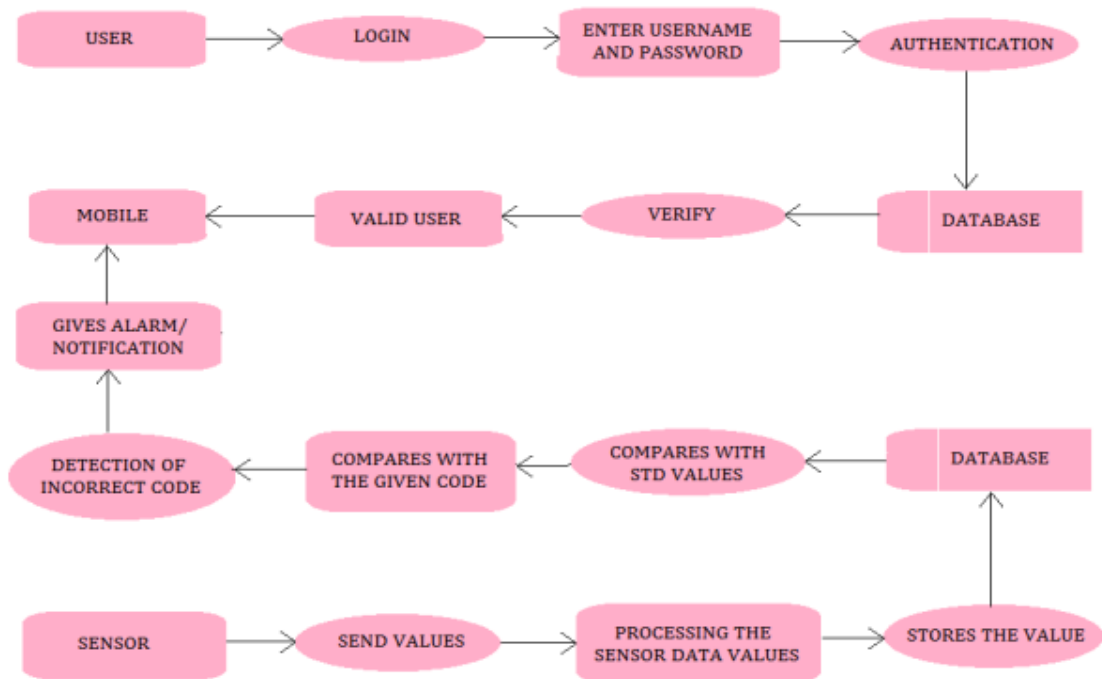 USER
LOGIN
ENTER USERNAME
AND PASSWORD
AUTHENTICATION
MOBILE
VALID USER
VERIFY
DATABASE
GIVES ALARM/
NOTIFICATION
DETECTION OF
INCORRECT CODE
COMPARES WITH
THE GIVEN CODE
COMPARES WITH
STD VALUES
DATABASE
SENSOR
SEND VALUES
PROCESSING THE
SENSOR DATA VALUES
STORES THE VALUE